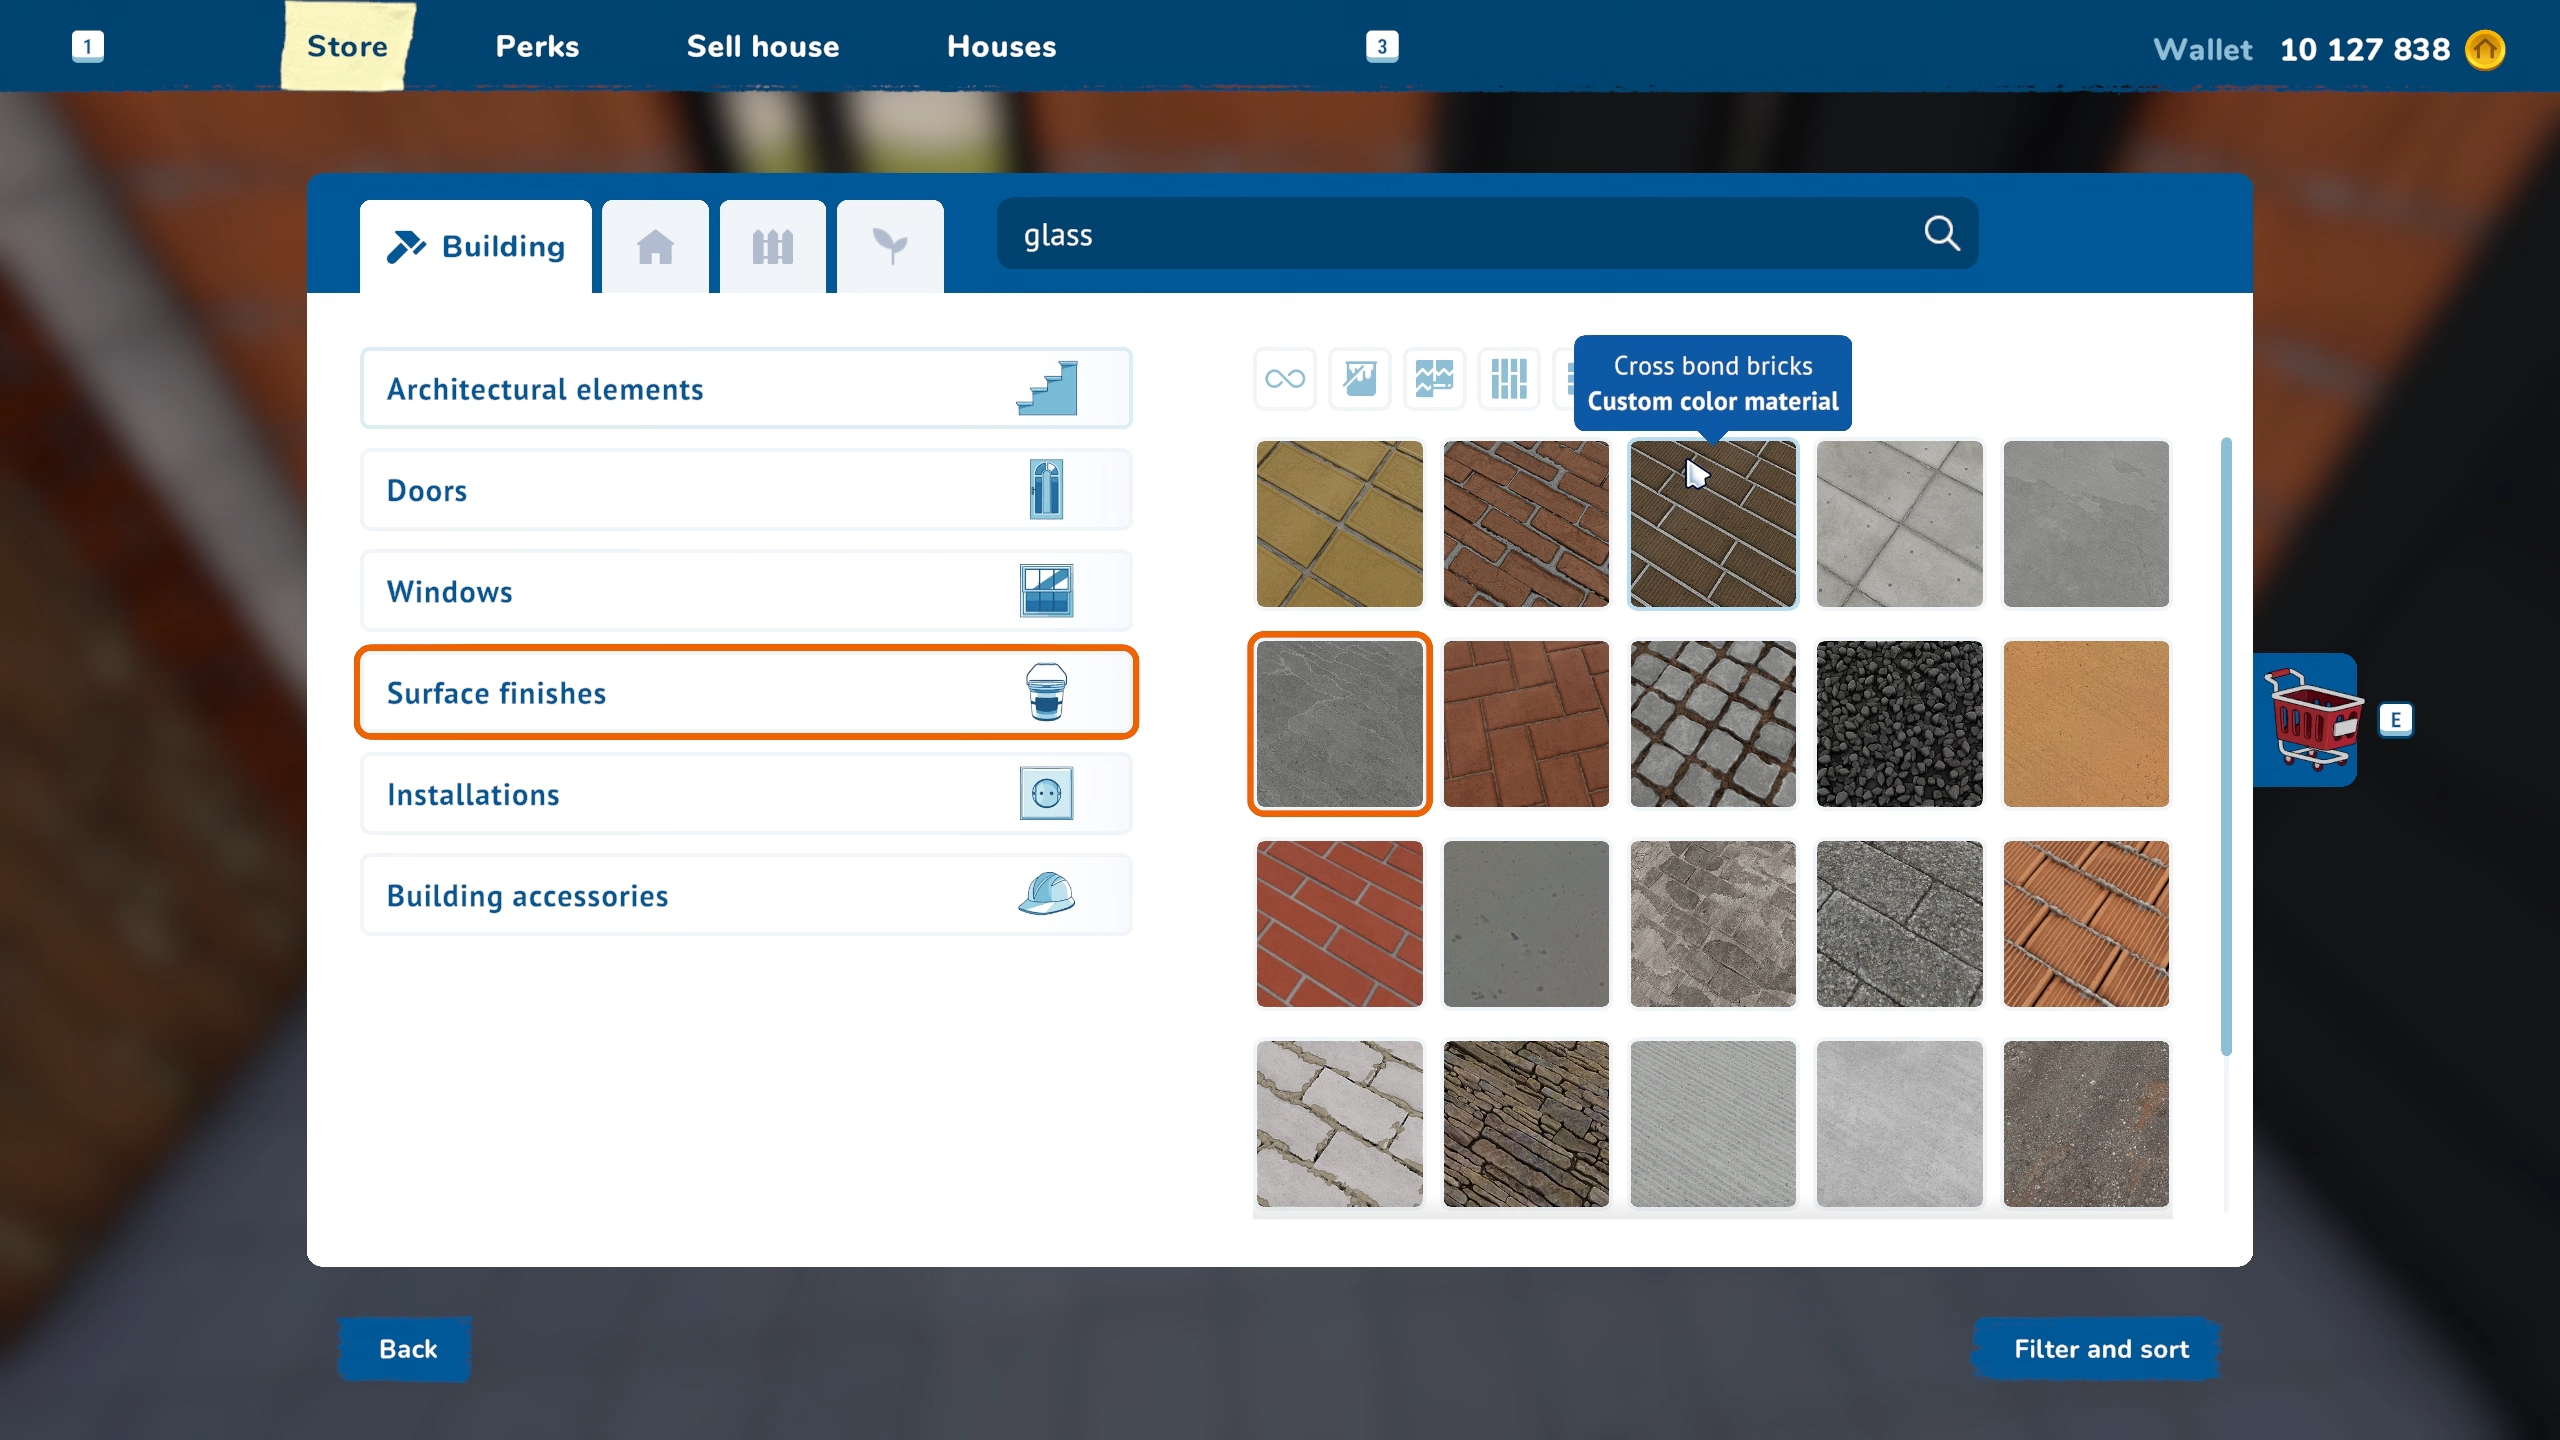 1
Store
Perks
Sell house
Houses
3
Wallet 10 127 838
Building
glass
Architectural elements
Doors
Windows
Surface finishes
Installations
Building accessories
Cross bond bricks
Custom color material
E
Back
Filter and sort